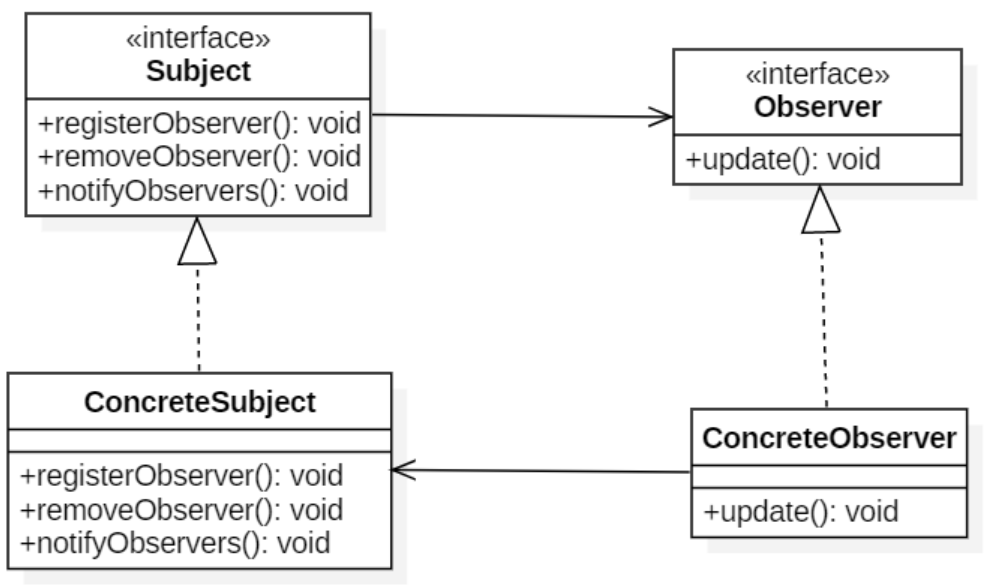 «interface»
Subject
+registerObserver(): void
+removeObserver(): void
+notifyObservers(): void
«interface»
Observer
+update(): void
ConcreteSubject
+registerObserver(): void
+removeObserver(): void
+notifyObservers(): void
ConcreteObserver
+update(): void